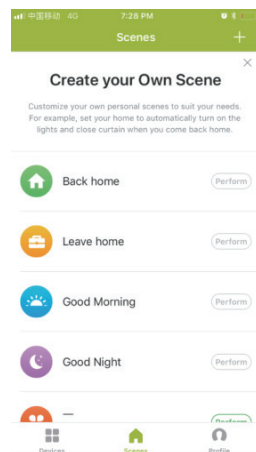 中国移动 4G 7:28 PM
Scenes
Create your Own Scene
Customize your own personal scenes to suit your needs.
For example, set your home to automatically turn on the
lights and close curtain when you come back home.
Back home Perform
Leave home Perform
Good Morning Perform
Good Night Perform
Perform
Devices Scenes Profile